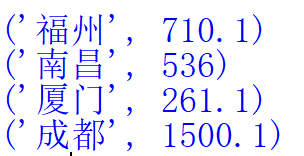 ('福州', 710.1)
('南昌', 536)
('厦门', 261.1)
('成都', 1500.1)